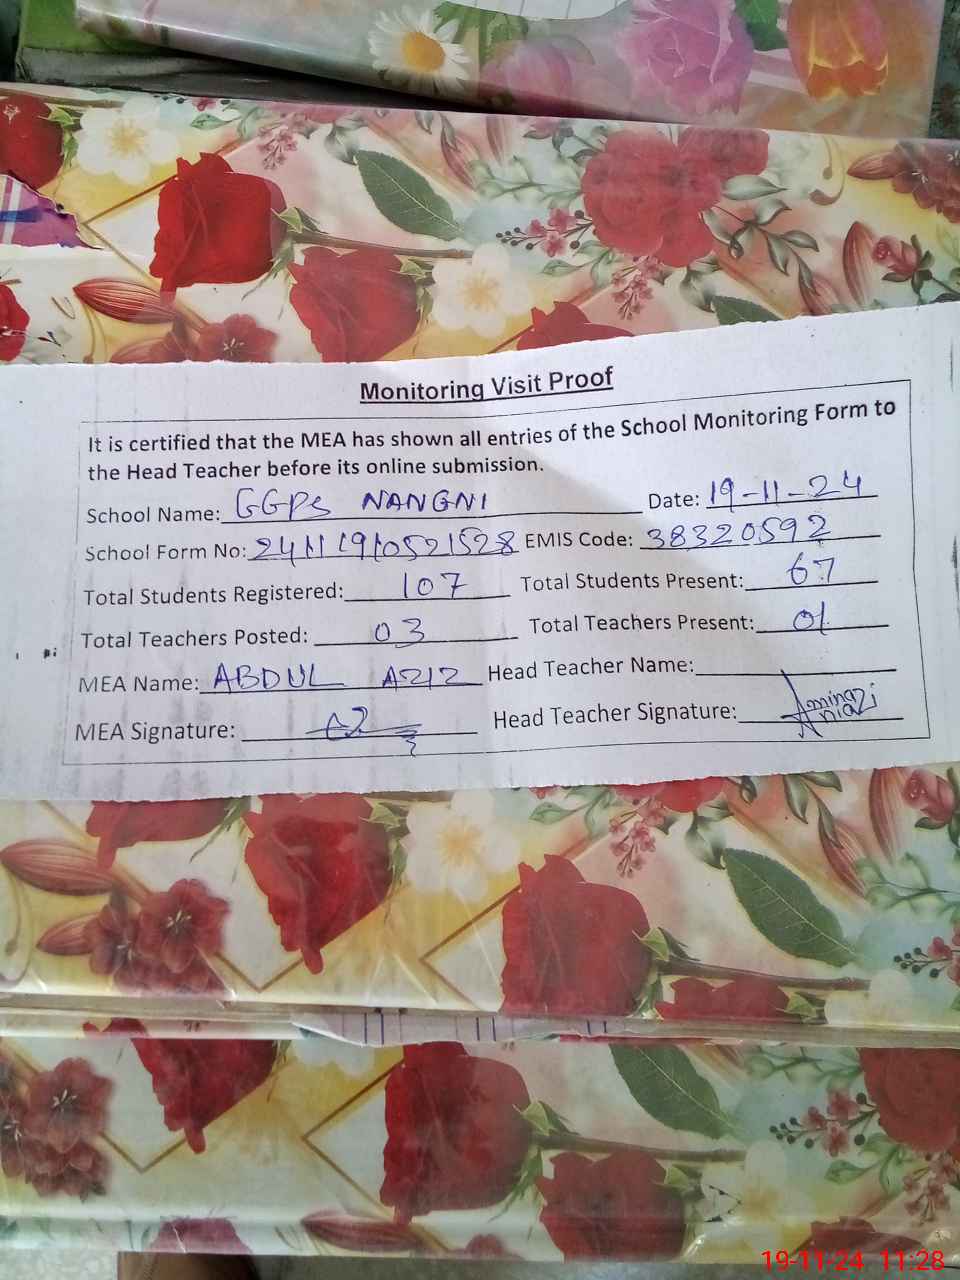 Monitoring Visit Proof
It is certified that the MEA has shown all entries of the School Monitoring Form to
the Head Teacher before its online submission.
School Name: GGPS NANGNI Date: 19-11-24
School Form No: 24111910521528 EMIS Code: 38320592
Total Students Registered: 107 Total Students Present: 67
Total Teachers Posted: 03 Total Teachers Present: 01
MEA Name: ABDUL AZIZ Head Teacher Name:
MEA Signature: Head Teacher Signature: Amina
niazi
19-11-24 11:28